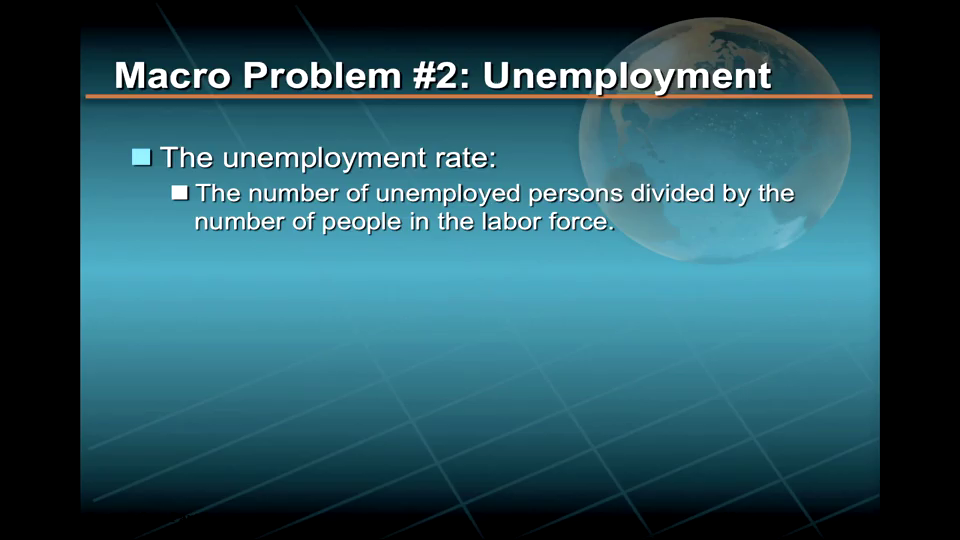 Macro Problem #2: Unemployment
The unemployment rate:
The number of unemployed persons divided by the
number of people in the labor force.